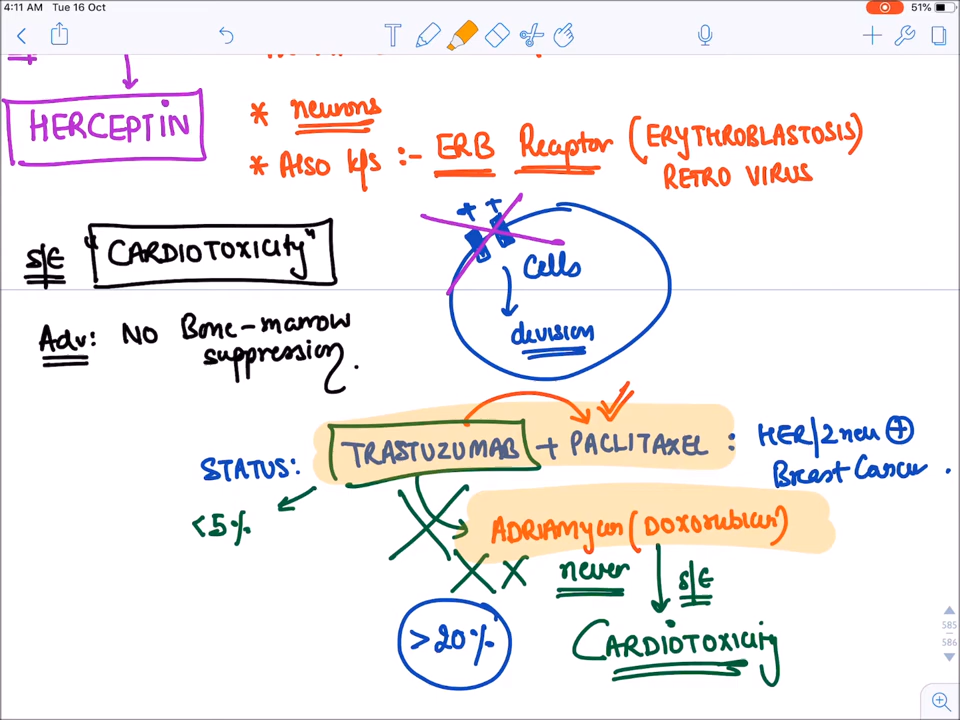 4:11 AM Tue 16 Oct
51%
HERCEPTIN
* neurons
* Also k/s :- ERB Receptor (ERYTHROBLASTOSIS)
RETRO VIRUS
S/E "CARDIOTOXICITY"
+ +
Cells
devision
Adv: NO Bone-marrow
suppression.
STATUS: TRASTUZUMAB + PACLITAXEL : HER/2neu +
Breast Cancer.
<5%
ADRIAMYcin (DOXORUBICIN)
never
S/E
>20%
CARDIOTOXICITY
585
586